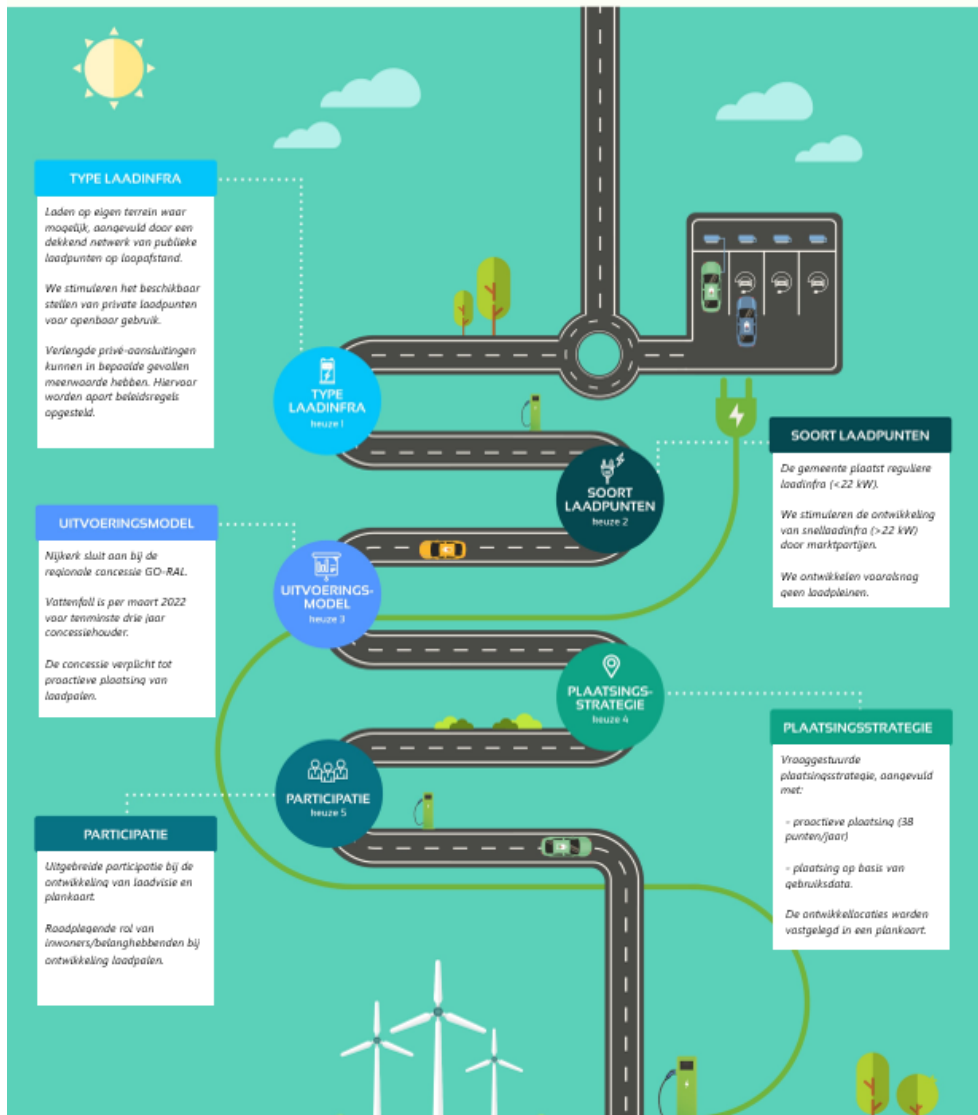 TYPE LAADINFRA
Laden op eigen terrein waar
mogelijk, aangevuld door een
dekkend netwerk van publieke
laadpunten op loopafstand.
We stimuleren het beschikbaar
stellen van private laadpunten
voor openbaar gebruik.
Verlengde privé-aansluitingen
kunnen in bepaalde gevallen
meerwaarde hebben. Hiervoor
worden apart beleidsregels
opgesteld.
TYPE
LAADINFRA
keuze 1
SOORT LAADPUNTEN
De gemeente plaatst reguliere
laadinfra (<22 kW).
We stimuleren de ontwikkeling
van snellaadinfra (>22 kW)
door marktpartijen.
We ontwikkelen vooralsnog
geen laadpleinen.
SOORT
LAADPUNTEN
keuze 2
UITVOERINGSMODEL
Nijkerk sluit aan bij de
regionale concessie GO-RAL.
Vattenfall is per maart 2022
voor tenminste drie jaar
concessiehouder.
De concessie verplicht tot
proactieve plaatsing van
laadpalen.
UITVOERINGS-
MODEL
keuze 3
PLAATSINGS-
STRATEGIE
keuze 4
PLAATSINGSSTRATEGIE
Vraaggestuurde
plaatsingsstrategie, aangevuld
met:
- proactieve plaatsing (38
punten/jaar)
- plaatsing op basis van
gebruiksdata.
De ontwikkellocaties worden
vastgelegd in een plankaart.
PARTICIPATIE
keuze 5
PARTICIPATIE
Uitgebreide participatie bij de
ontwikkeling van laadvisie en
plankaart.
Raadplegende rol van
inwoners/belanghebbenden bij
ontwikkeling laadpalen.